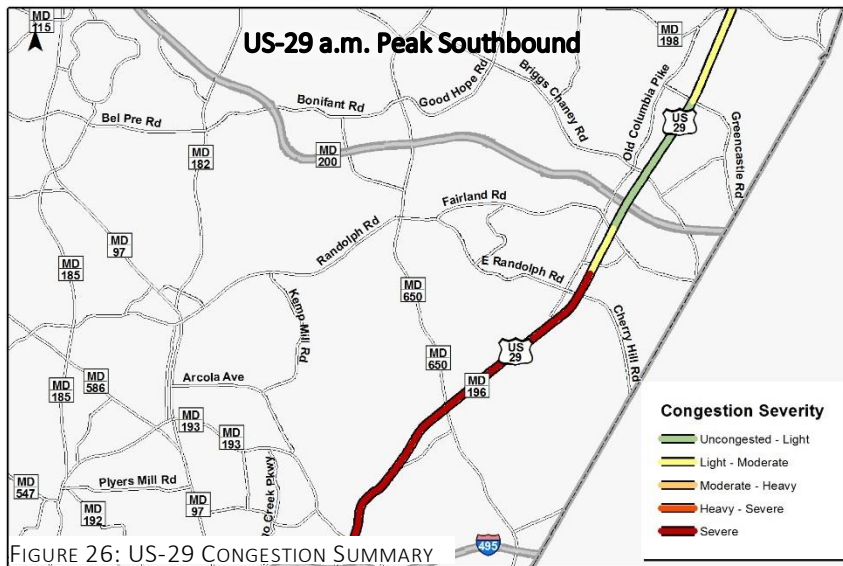 MD
115
US-29 a.m. Peak Southbound
MD
198
Briggs Chaney Rd
Good Hope Rd
Old Columbia Pike
Bonifant Rd
Bel Pre Rd
US
29
Greencastle Rd
MD
182
MD
200
Fairland Rd
Randolph Rd
MD
97
MD
185
E Randolph Rd
MD
650
Kemp Mill Rd
Cherry Hill Rd
US
29
MD
650
MD
196
Arcola Ave
MD
586
MD
185
MD
193
MD
193
Plyers Mill Rd
MD
547
MD
97
MD
192
to Creek Pkwy
495
Congestion Severity
Uncongested - Light
Light - Moderate
Moderate - Heavy
Heavy - Severe
Severe
FIGURE 26: US-29 CONGESTION SUMMARY